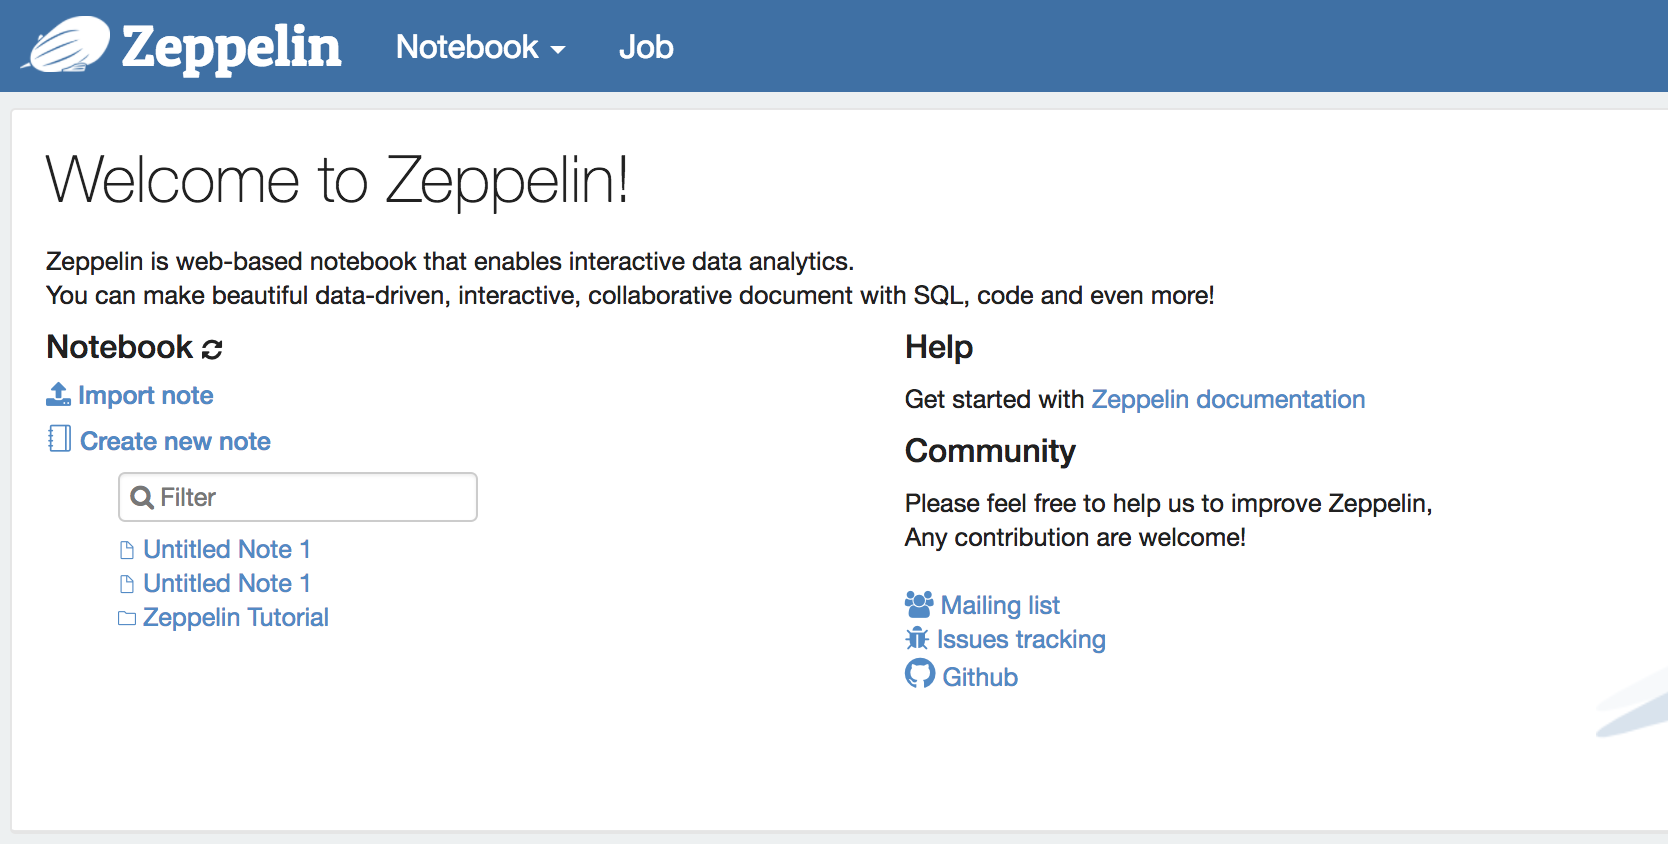 Zeppelin
Notebook
Job
Welcome to Zeppelin!
Zeppelin is web-based notebook that enables interactive data analytics.
You can make beautiful data-driven, interactive, collaborative document with SQL, code and even more!
Notebook
Import note
Create new note
Filter
Untitled Note 1
Untitled Note 1
Zeppelin Tutorial
Help
Get started with Zeppelin documentation
Community
Please feel free to help us to improve Zeppelin,
Any contribution are welcome!
Mailing list
Issues tracking
Github